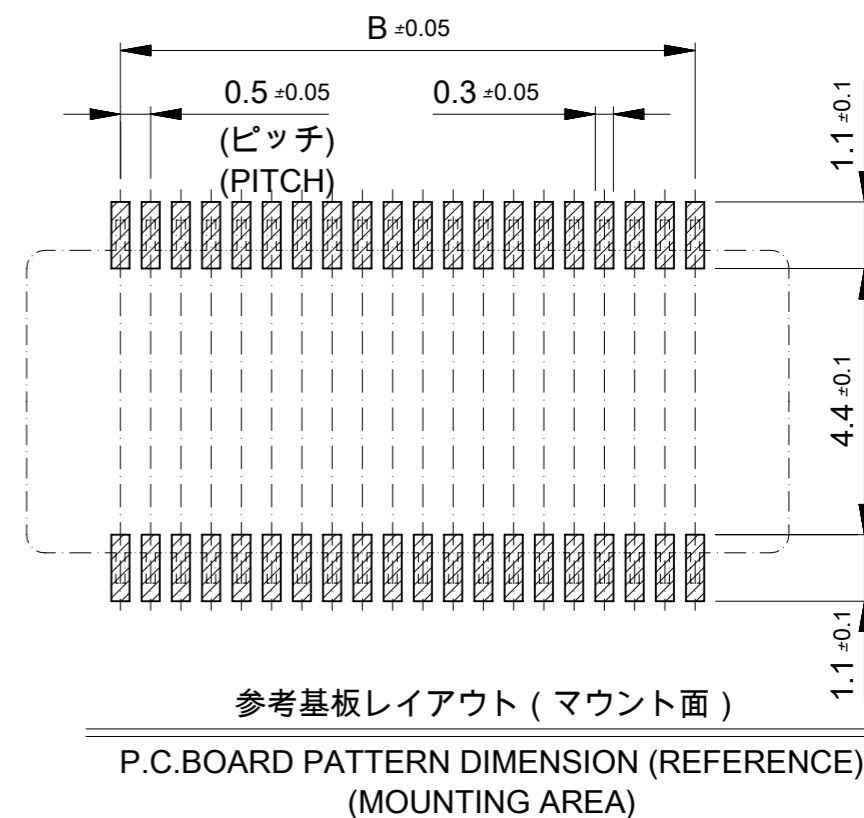 B ±0.05
0.5 ±0.05
0.3 ±0.05
(ピッチ)
(PITCH)
1.1 ±0.1
4.4 ±0.1
1.1 ±0.1
参考基板レイアウト ( マウント面 )
P.C.BOARD PATTERN DIMENSION (REFERENCE)
(MOUNTING AREA)